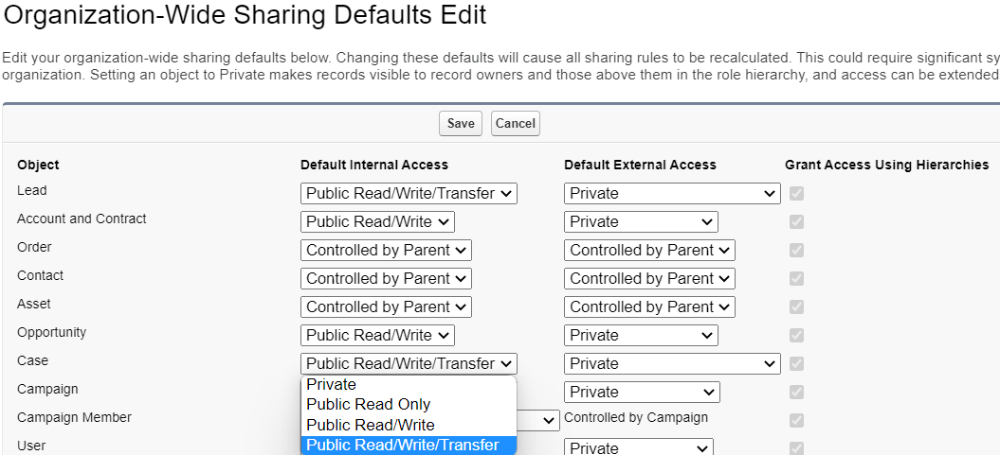 Organization-Wide Sharing Defaults Edit
Edit your organization-wide sharing defaults below. Changing these defaults will cause all sharing rules to be recalculated. This could require significant sy
organization. Setting an object to Private makes records visible to record owners and those above them in the role hierarchy, and access can be extended
Save Cancel
Object Default Internal Access Default External Access Grant Access Using Hierarchies
Lead Public Read/Write/Transfer Private
Account and Contract Public Read/Write Private
Order Controlled by Parent Controlled by Parent
Contact Controlled by Parent Controlled by Parent
Asset Controlled by Parent Controlled by Parent
Opportunity Public Read/Write Private
Case Public Read/Write/Transfer Private
Private
Campaign Private
Public Read Only
Campaign Member Controlled by Campaign
Public Read/Write
User Private
Public Read/Write/Transfer